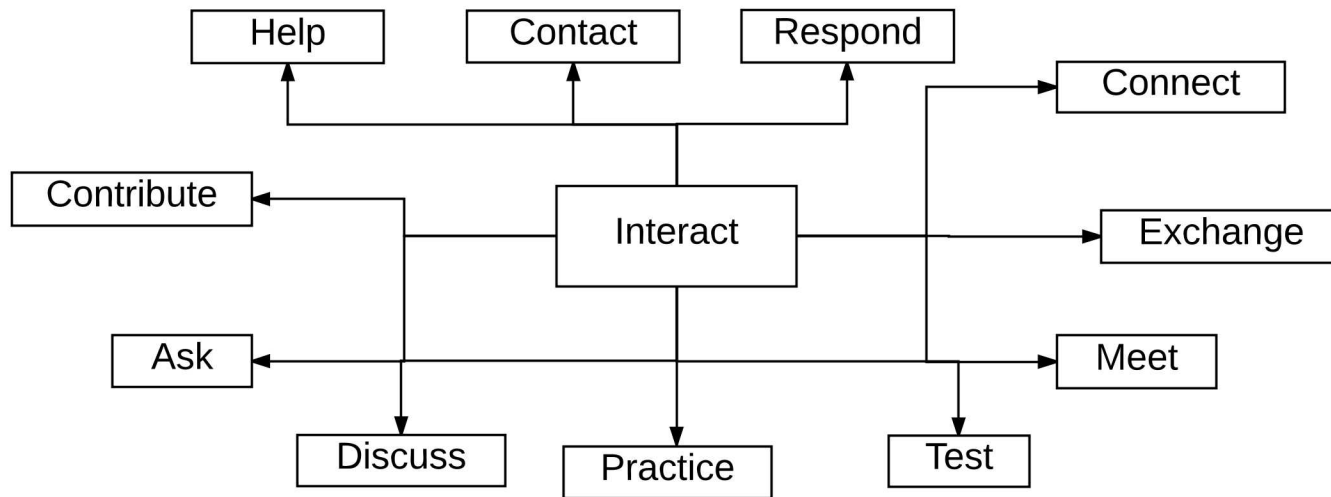 Help
Contact
Respond
Connect
Contribute
Interact
Exchange
Ask
Meet
Discuss
Practice
Test